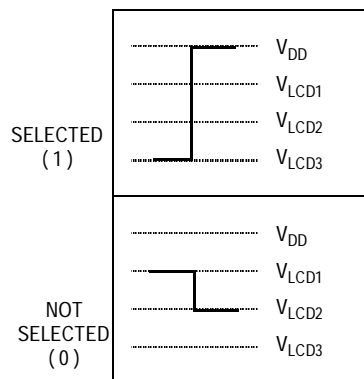 V_DD
V_LCD1
V_LCD2
SELECTED
(1)
V_LCD3
V_DD
V_LCD1
NOT
SELECTED
(0)
V_LCD2
V_LCD3